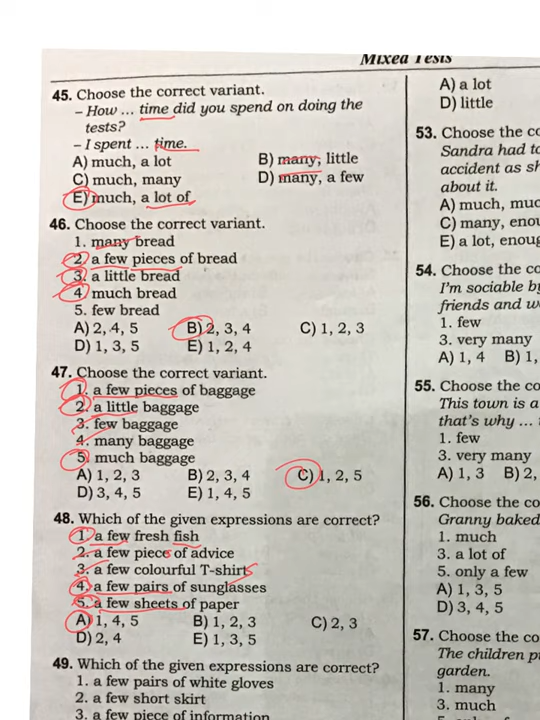 Mixed Tests
45. Choose the correct variant.
– How ... time did you spend on doing the
tests?
– I spent ... time.
A) much, a lot B) many, little
C) much, many D) many, a few
E) much, a lot of
46. Choose the correct variant.
1. many bread
2. a few pieces of bread
3. a little bread
4. much bread
5. few bread
A) 2, 4, 5 B) 2, 3, 4 C) 1, 2, 3
D) 1, 3, 5 E) 1, 2, 4
47. Choose the correct variant.
1. a few pieces of baggage
2. a little baggage
3. few baggage
4. many baggage
5. much baggage
A) 1, 2, 3 B) 2, 3, 4 C) 1, 2, 5
D) 3, 4, 5 E) 1, 4, 5
48. Which of the given expressions are correct?
1. a few fresh fish
2. a few pieces of advice
3. a few colourful T-shirts
4. a few pairs of sunglasses
5. a few sheets of paper
A) 1, 4, 5 B) 1, 2, 3 C) 2, 3
D) 2, 4 E) 1, 3, 5
49. Which of the given expressions are correct?
1. a few pairs of white gloves
2. a few short skirt
3. a few piece of information
A) a lot
D) little
53. Choose the co
Sandra had to
accident as sh
about it.
A) much, muc
C) many, enou
E) a lot, enoug
54. Choose the co
I'm sociable by
friends and w
1. few
3. very many
A) 1, 4 B) 1,
55. Choose the co
This town is a
that's why ...
1. few
3. very many
A) 1, 3 B) 2,
56. Choose the co
Granny baked
1. much
3. a lot of
5. only a few
A) 1, 3, 5
D) 3, 4, 5
57. Choose the co
The children p
garden.
1. many
3. much